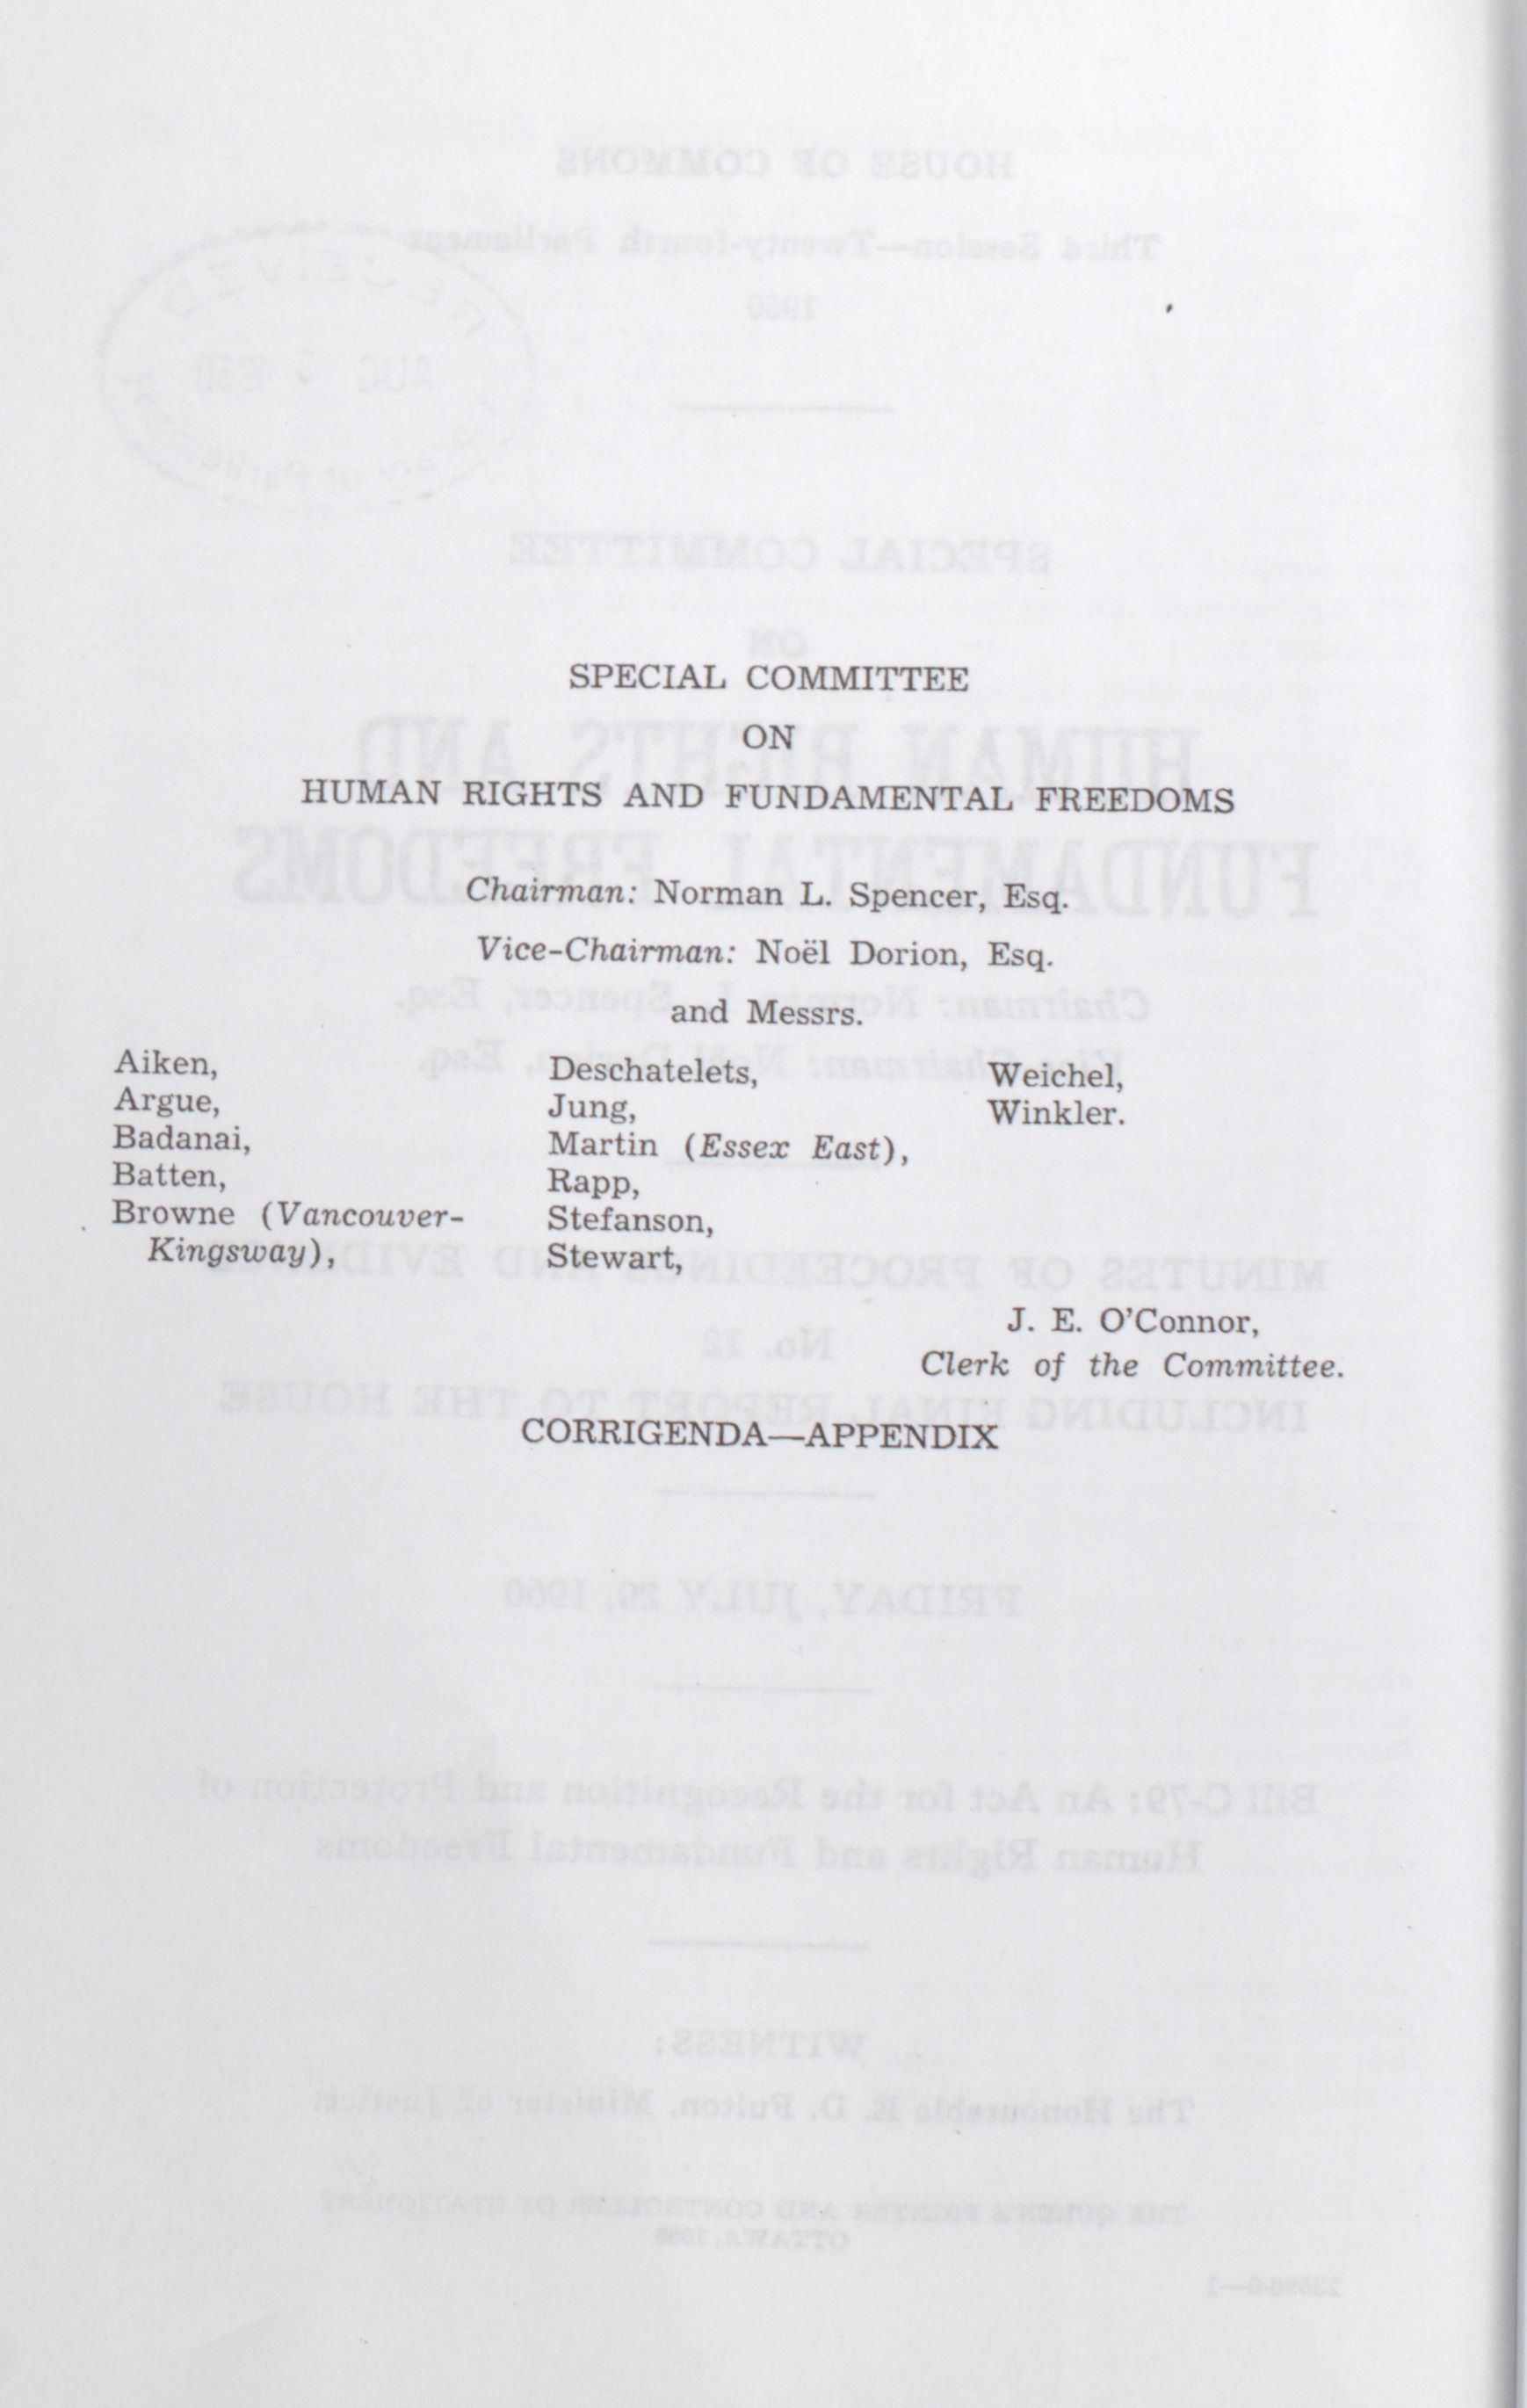 SPECIAL COMMITTEE
ON
HUMAN RIGHTS AND FUNDAMENTAL FREEDOMS
Chairman: Norman L. Spencer, Esq.
Vice-Chairman: Noël Dorion, Esq.
and Messrs.
Aiken,
Argue,
Badanai,
Batten,
Browne (Vancouver-
Kingsway),
Deschatelets,
Jung,
Martin (Essex East),
Rapp,
Stefanson,
Stewart,
Weichel,
Winkler.
J. E. O'Connor,
Clerk of the Committee.
CORRIGENDA—APPENDIX